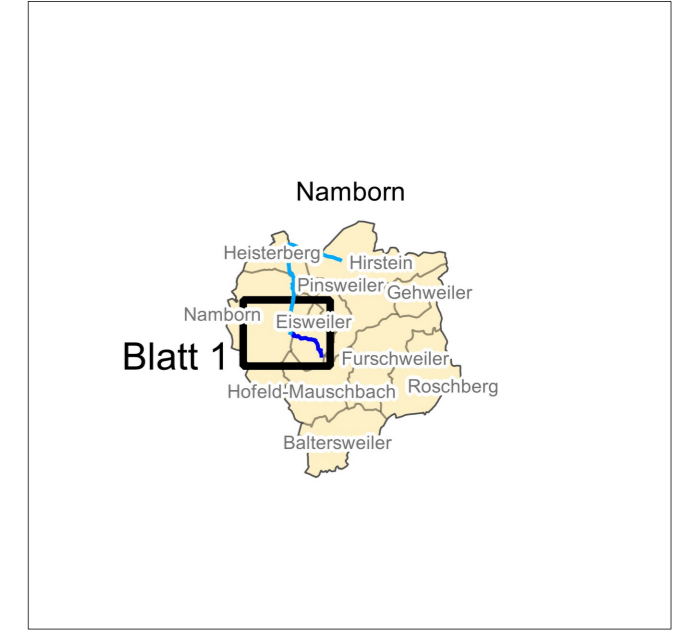 Namborn
Heisterberg
Hirstein
Pinsweiler
Gehweiler
Namborn
Eisweiler
Blatt 1
Furschweiler
Hofeld-Mauschbach
Roschberg
Baltersweiler